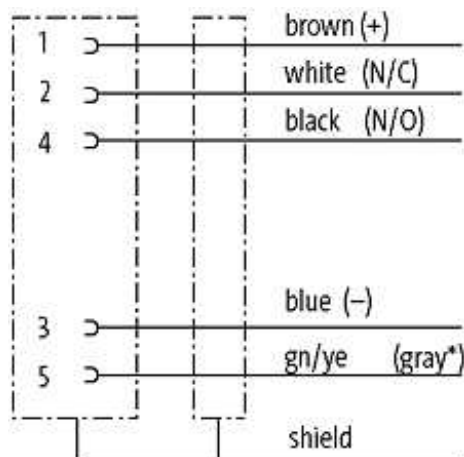 1 brown (+)
2 white (N/C)
4 black (N/O)
3 blue (–)
5 gn/ye (gray*)
shield